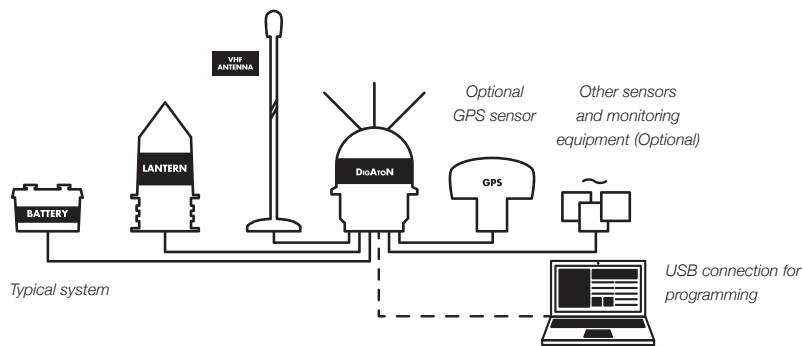 VHF
ANTENNA
Optional
GPS sensor
Other sensors
and monitoring
equipment (Optional)
LANTERN
DIGATON
GPS
BATTERY
Typical system
USB connection for
programming